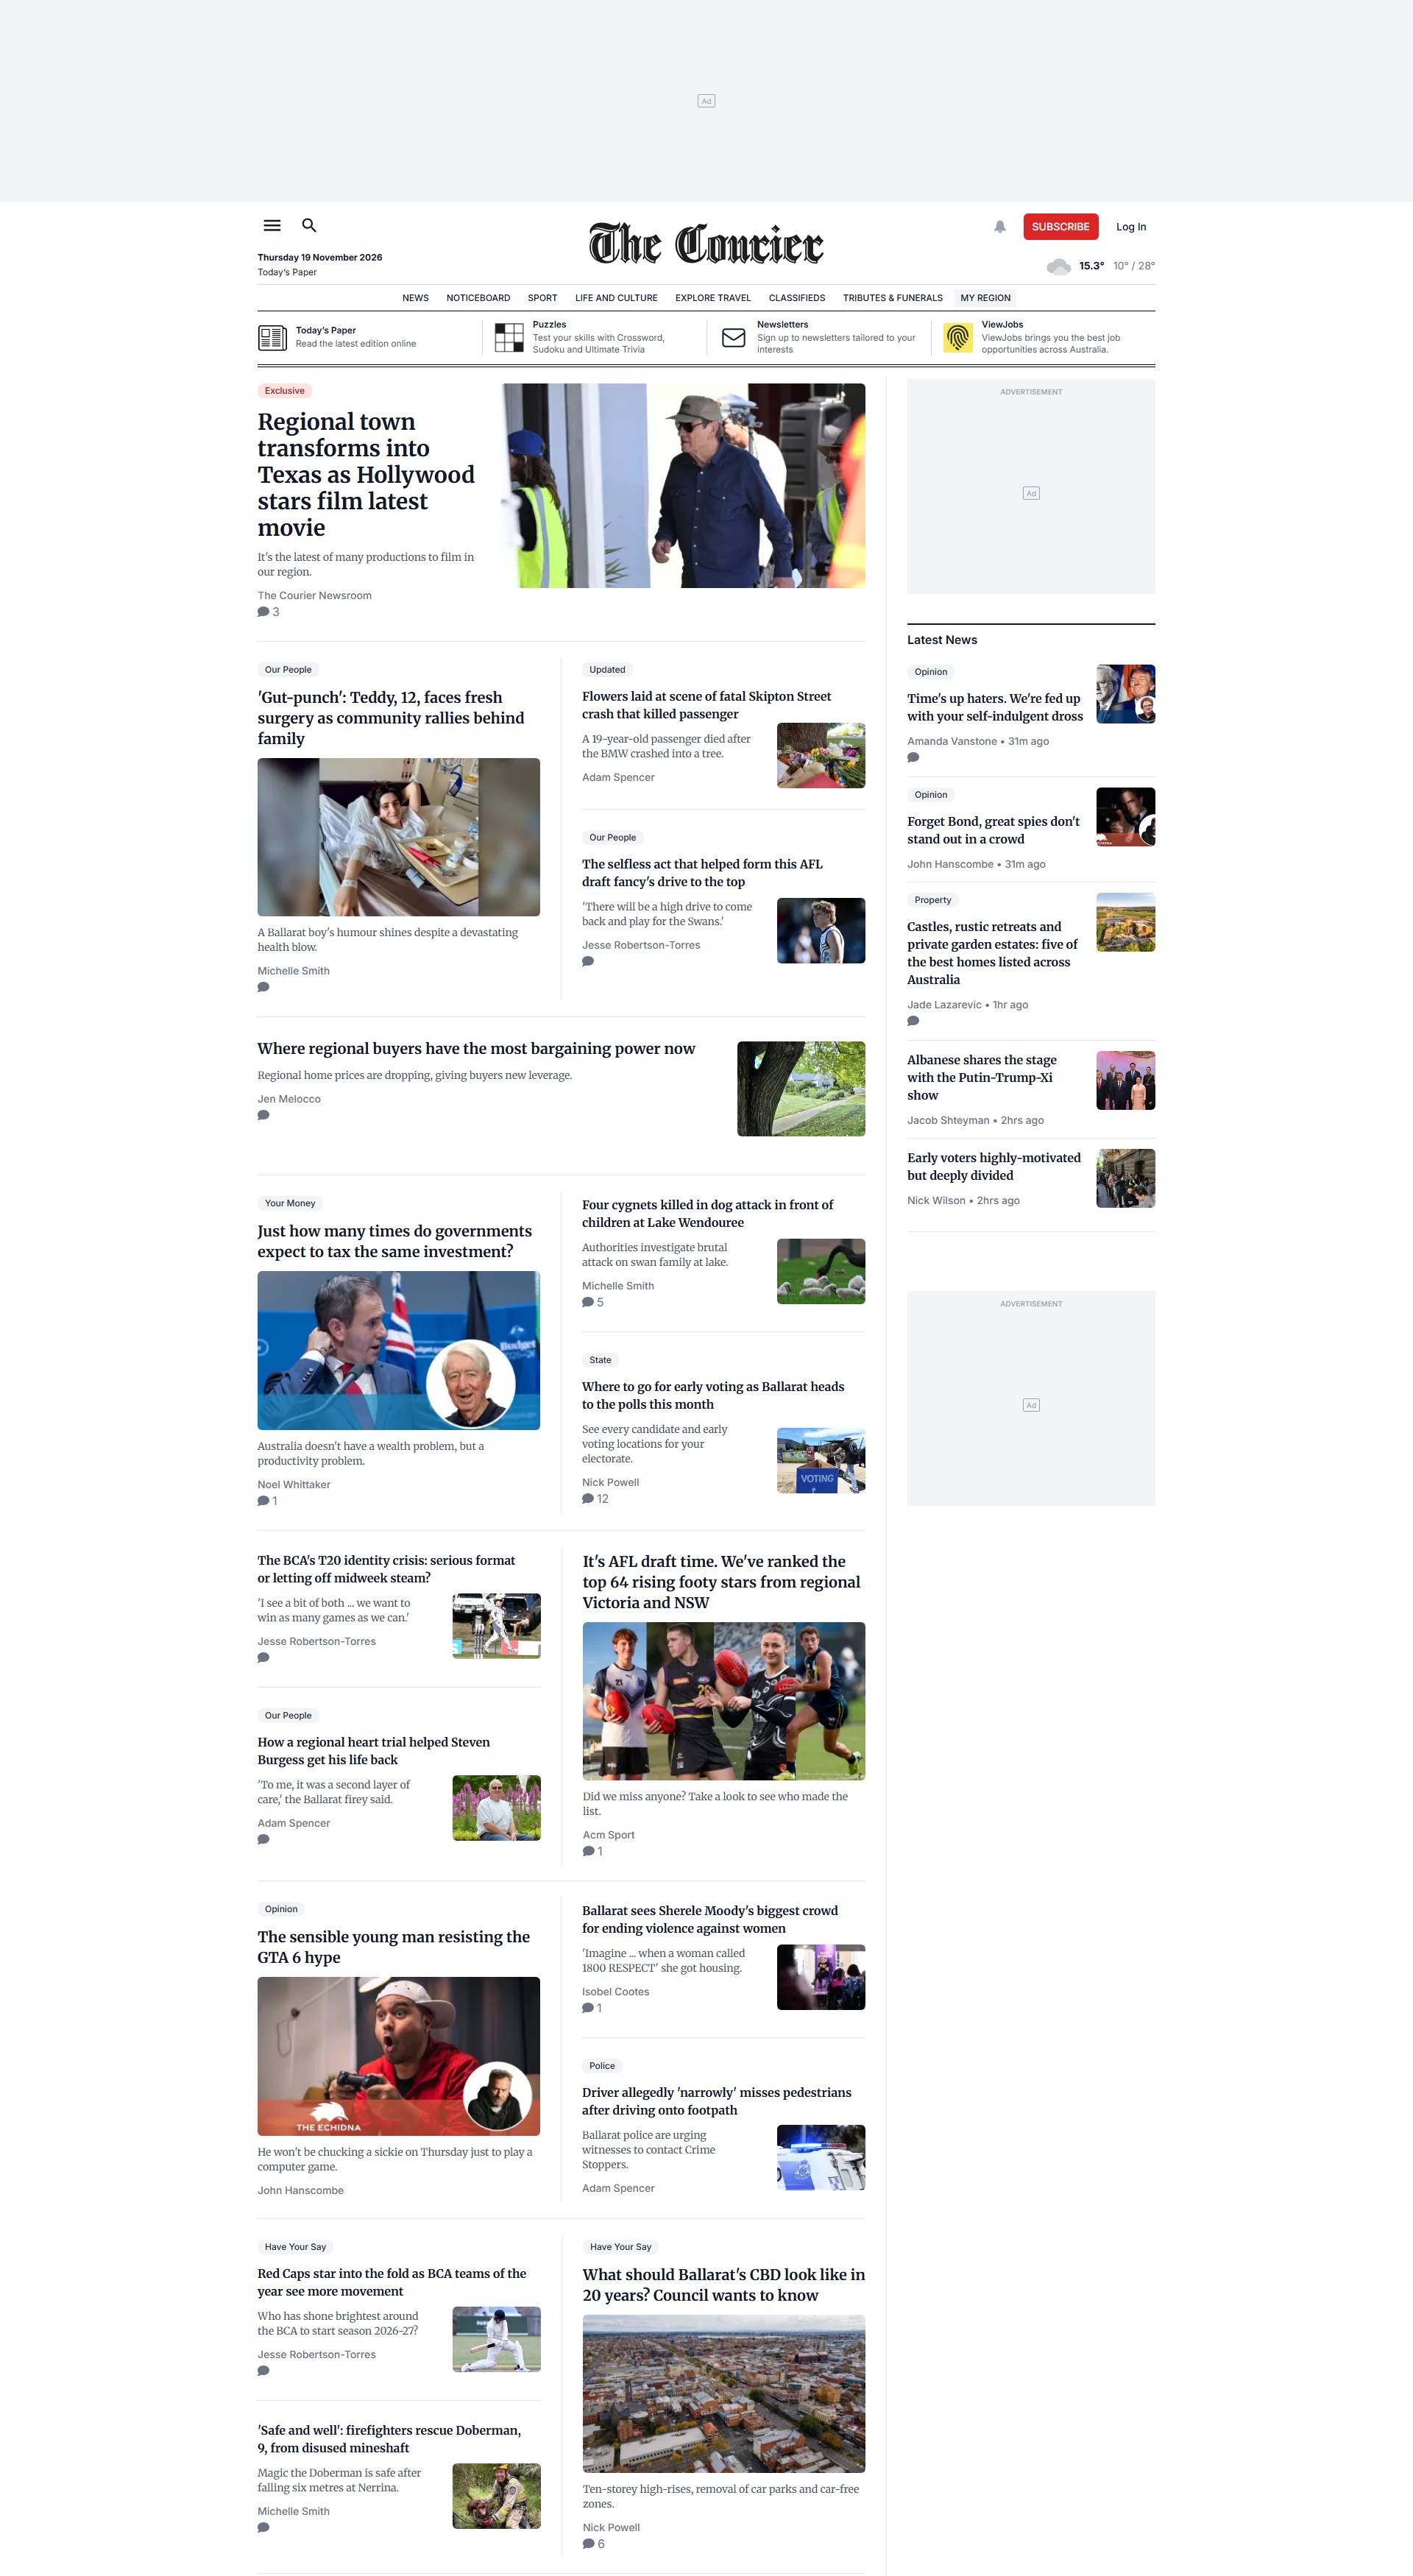 Ad
The Courier
SUBSCRIBE
Log In
Thursday 19 November 2026
Today's Paper
15.3° 10° / 28°
NEWS NOTICEBOARD SPORT LIFE AND CULTURE EXPLORE TRAVEL CLASSIFIEDS TRIBUTES & FUNERALS MY REGION
Today's Paper
Read the latest edition online
Puzzles
Test your skills with Crossword,
Sudoku and Ultimate Trivia
Newsletters
Sign up to newsletters tailored to your
interests
ViewJobs
ViewJobs brings you the best job
opportunities across Australia.
Exclusive
Regional town
transforms into
Texas as Hollywood
stars film latest
movie
It's the latest of many productions to film in
our region.
The Courier Newsroom
3
Our People
'Gut-punch': Teddy, 12, faces fresh
surgery as community rallies behind
family
A Ballarat boy's humour shines despite a devastating
health blow.
Michelle Smith
Updated
Flowers laid at scene of fatal Skipton Street
crash that killed passenger
A 19-year-old passenger died after
the BMW crashed into a tree.
Adam Spencer
Our People
The selfless act that helped form this AFL
draft fancy's drive to the top
'There will be a high drive to come
back and play for the Swans.'
Jesse Robertson-Torres
Where regional buyers have the most bargaining power now
Regional home prices are dropping, giving buyers new leverage.
Jen Melocco
Your Money
Just how many times do governments
expect to tax the same investment?
Budget
Australia doesn't have a wealth problem, but a
productivity problem.
Noel Whittaker
1
Four cygnets killed in dog attack in front of
children at Lake Wendouree
Authorities investigate brutal
attack on swan family at lake.
Michelle Smith
5
State
Where to go for early voting as Ballarat heads
to the polls this month
See every candidate and early
voting locations for your
electorate.
VOTING
Nick Powell
12
The BCA's T20 identity crisis: serious format
or letting off midweek steam?
'I see a bit of both ... we want to
win as many games as we can.'
Jesse Robertson-Torres
Our People
How a regional heart trial helped Steven
Burgess get his life back
'To me, it was a second layer of
care,' the Ballarat firey said.
Adam Spencer
It's AFL draft time. We've ranked the
top 64 rising footy stars from regional
Victoria and NSW
Did we miss anyone? Take a look to see who made the
list.
Acm Sport
1
Opinion
The sensible young man resisting the
GTA 6 hype
THE ECHIDNA
He won't be chucking a sickie on Thursday just to play a
computer game.
John Hanscombe
Ballarat sees Sherele Moody's biggest crowd
for ending violence against women
'Imagine ... when a woman called
1800 RESPECT' she got housing.
Isobel Cootes
1
Police
Driver allegedly 'narrowly' misses pedestrians
after driving onto footpath
Ballarat police are urging
witnesses to contact Crime
Stoppers.
Adam Spencer
Have Your Say
Red Caps star into the fold as BCA teams of the
year see more movement
Who has shone brightest around
the BCA to start season 2026-27?
Jesse Robertson-Torres
'Safe and well': firefighters rescue Doberman,
9, from disused mineshaft
Magic the Doberman is safe after
falling six metres at Nerrina.
Michelle Smith
Have Your Say
What should Ballarat's CBD look like in
20 years? Council wants to know
Ten-storey high-rises, removal of car parks and car-free
zones.
Nick Powell
6
ADVERTISEMENT
Ad
Latest News
Opinion
Time's up haters. We're fed up
with your self-indulgent dross
Amanda Vanstone • 31m ago
Opinion
Forget Bond, great spies don't
stand out in a crowd
John Hanscombe • 31m ago
Property
Castles, rustic retreats and
private garden estates: five of
the best homes listed across
Australia
Jade Lazarevic • 1hr ago
Albanese shares the stage
with the Putin-Trump-Xi
show
Jacob Shteyman • 2hrs ago
Early voters highly-motivated
but deeply divided
Nick Wilson • 2hrs ago
ADVERTISEMENT
Ad